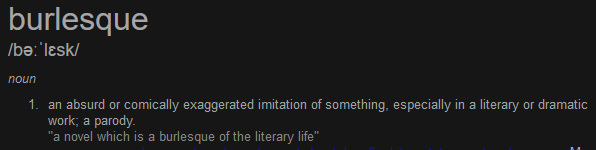 burlesque
/bəːˈlɛsk/
noun
1. an absurd or comically exaggerated imitation of something, especially in a literary or dramatic
work; a parody.
"a novel which is a burlesque of the literary life"